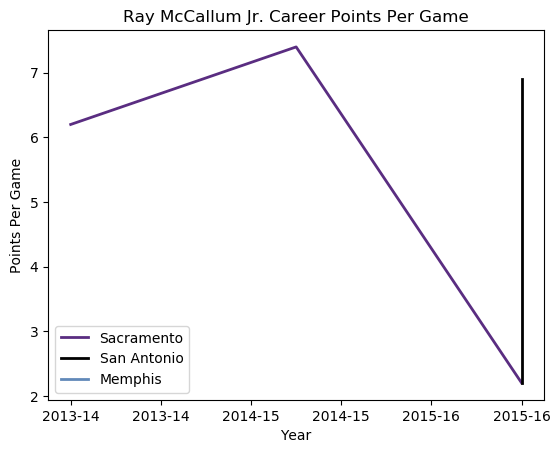 Ray McCallum Jr. Career Points Per Game
Points Per Game
7
6
5
4
3
2
Sacramento
San Antonio
Memphis
2013-14 2013-14 2014-15 2014-15 2015-16 2015-16
Year